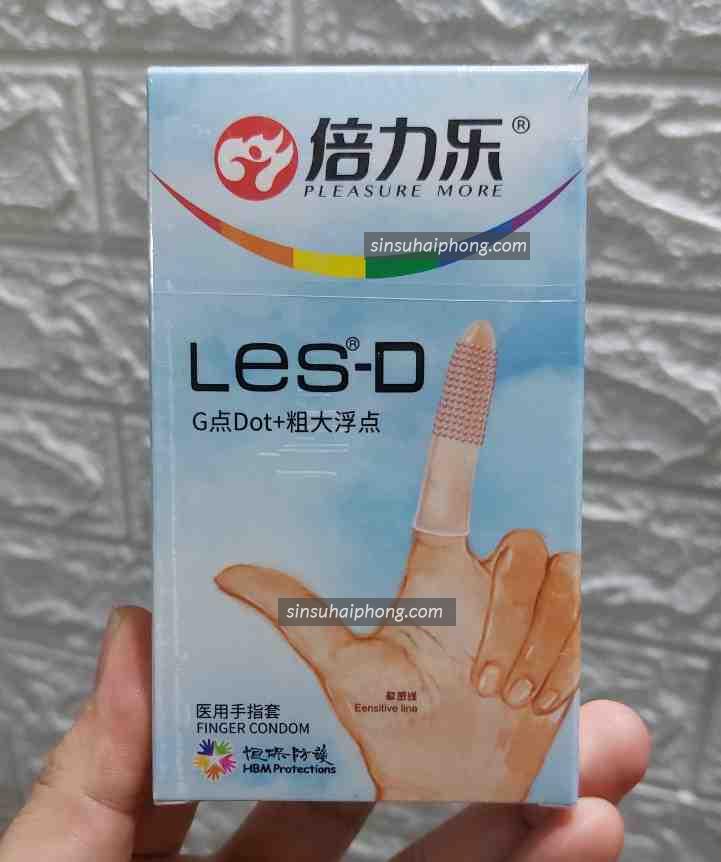 倍力乐®
PLEASURE MORE
sinsuhaiphong.com
Les®-D
G点Dot+粗大浮点
sinsuhaiphong.com
敏感线
Eensitive line
医用手指套
FINGER CONDOM
恒保防护
HBM Protections